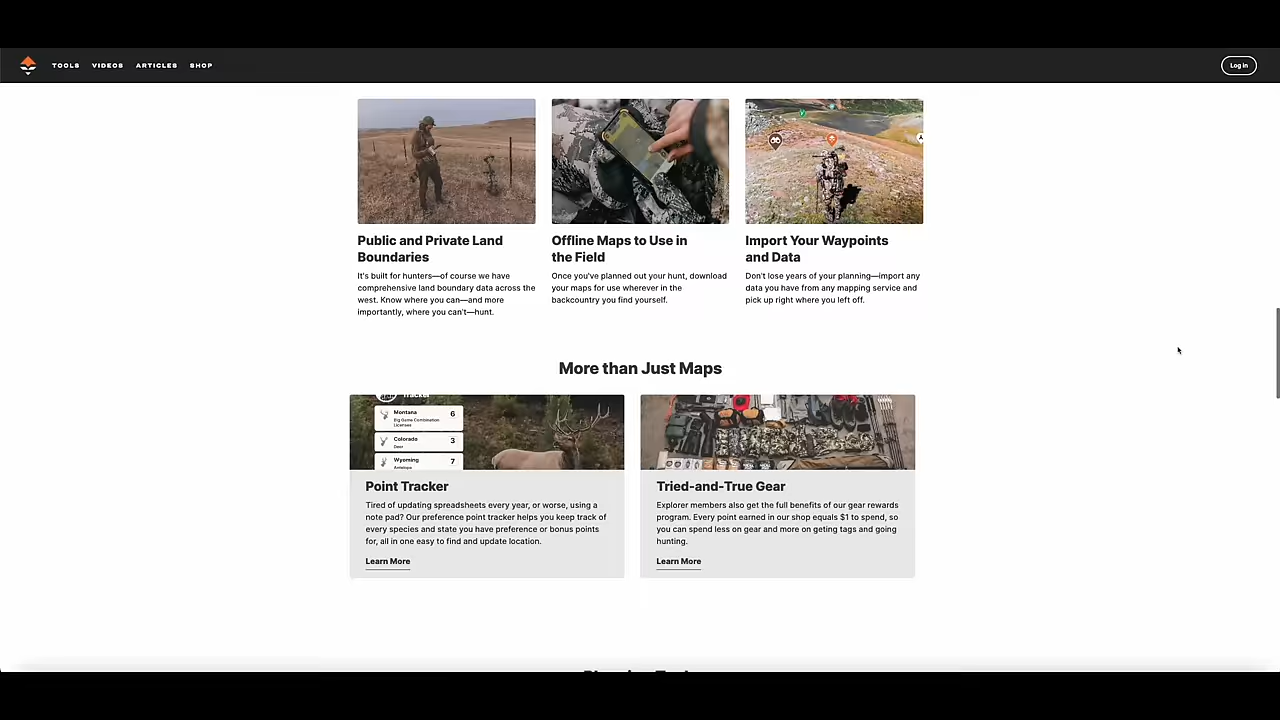 TOOLS VIDEOS ARTICLES SHOP Log in
Public and Private Land
Boundaries
It's built for hunters—of course we have
comprehensive land boundary data across the
west. Know where you can—and more
importantly, where you can't—hunt.
Offline Maps to Use in
the Field
Once you've planned out your hunt, download
your maps for use wherever in the
backcountry you find yourself.
Import Your Waypoints
and Data
Don't lose years of your planning—import any
data you have from any mapping service and
pick up right where you left off.
More than Just Maps
Tracker
Montana 6
Big Game Combination
Licenses
Colorado 3
Deer
Wyoming 7
Antelope
Point Tracker
Tired of updating spreadsheets every year, or worse, using a
note pad? Our preference point tracker helps you keep track of
every species and state you have preference or bonus points
for, all in one easy to find and update location.
Learn More
Tried-and-True Gear
Explorer members also get the full benefits of our gear rewards
program. Every point earned in our shop equals $1 to spend, so
you can spend less on gear and more on geting tags and going
hunting.
Learn More